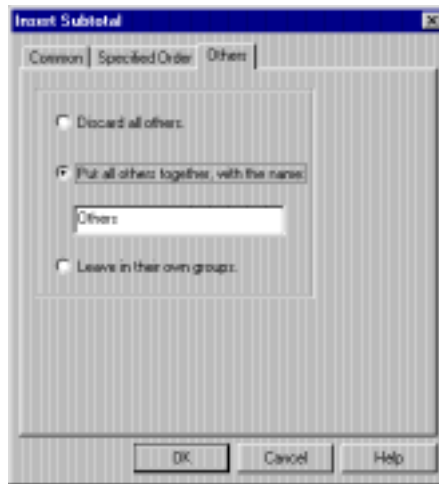 Insert Subtotal
Common Specified Order Others
Discard all others.
Put all others together, with the name:
Others
Leave in their own groups.
OK Cancel Help